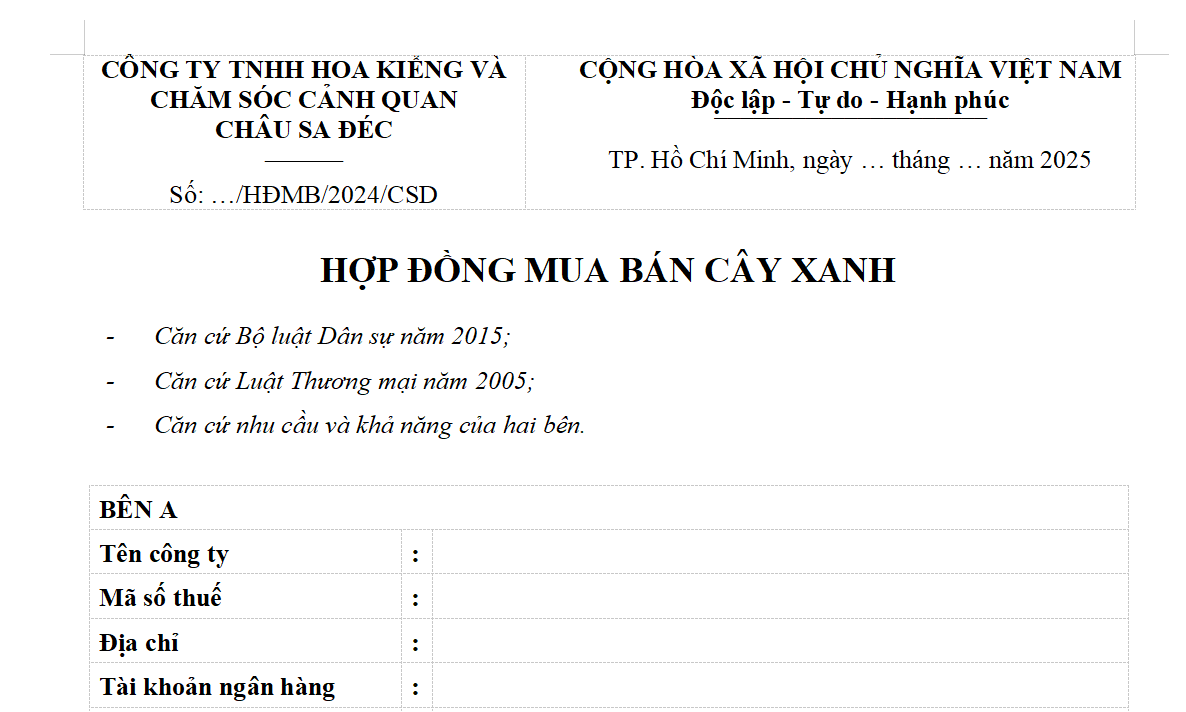 CÔNG TY TNHH HOA KIỂNG VÀ
CHĂM SÓC CẢNH QUAN
CHÂU SA ĐÉC
Số: …/HĐMB/2024/CSD
CỘNG HÒA XÃ HỘI CHỦ NGHĨA VIỆT NAM
Độc lập - Tự do - Hạnh phúc
TP. Hồ Chí Minh, ngày … tháng … năm 2025
HỢP ĐỒNG MUA BÁN CÂY XANH
- Căn cứ Bộ luật Dân sự năm 2015;
- Căn cứ Luật Thương mại năm 2005;
- Căn cứ nhu cầu và khả năng của hai bên.
BÊN A
Tên công ty :
Mã số thuế :
Địa chỉ :
Tài khoản ngân hàng :